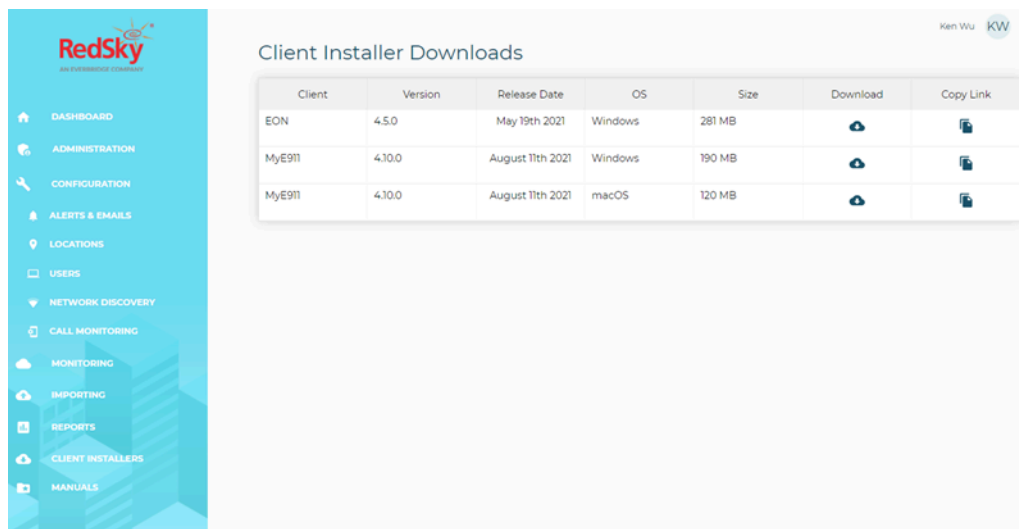 RedSky
AN EVERBRIDGE COMPANY
DASHBOARD
ADMINISTRATION
CONFIGURATION
ALERTS & EMAILS
LOCATIONS
USERS
NETWORK DISCOVERY
CALL MONITORING
MONITORING
IMPORTING
REPORTS
CLIENT INSTALLERS
MANUALS
Ken Wu KW
Client Installer Downloads
Client Version Release Date OS Size Download Copy Link
EON 4.5.0 May 19th 2021 Windows 281 MB
MyE911 4.10.0 August 11th 2021 Windows 190 MB
MyE911 4.10.0 August 11th 2021 macOS 120 MB